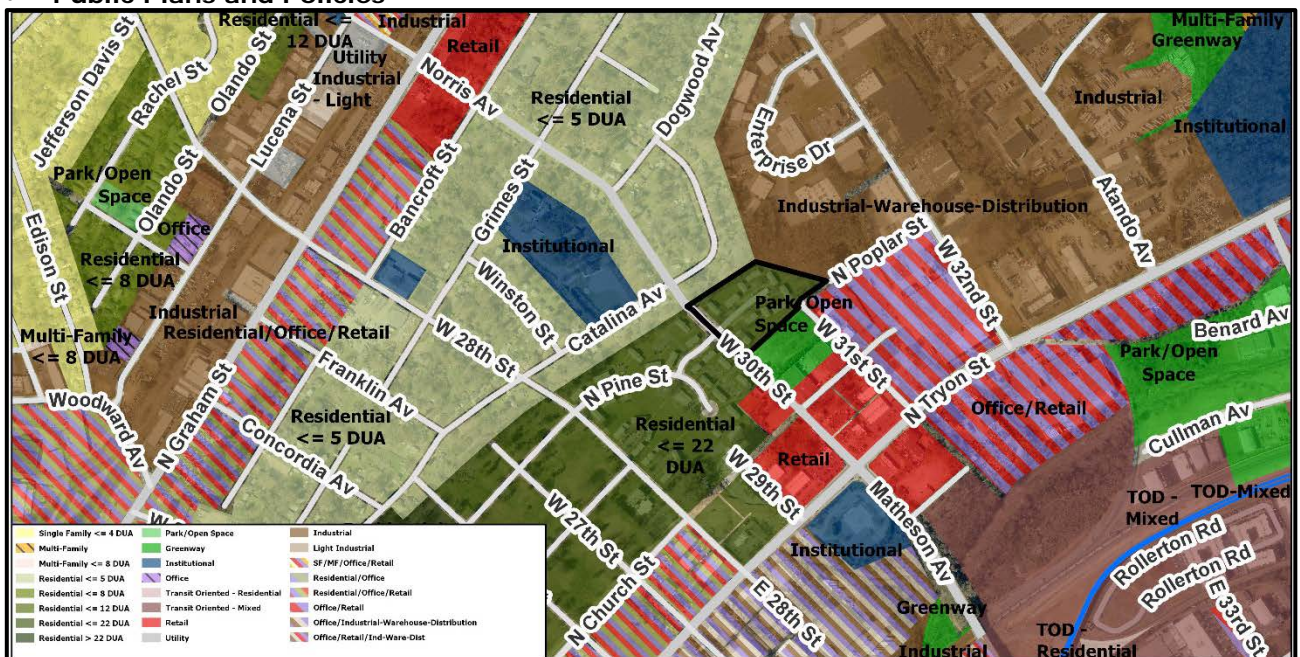 Public Plans and Policies
Residential <=
12 DUA
Industrial
Retail
Multi-Family
Greenway
Jefferson Davis St
Rachel St
Olando St
Lucena St
Utility
Industrial
- Light
Norris Av
Residential
<= 5 DUA
Dogwood Av
Enterprise Dr
Industrial
Institutional
Atando Av
Park/Open
Space
Olando St
Office
Edison St
Residential
<= 8 DUA
Bancroft St
Grimes St
Institutional
Industrial-Warehouse-Distribution
N Poplar St
W 32nd St
Winston St
Catalina Av
Industrial
Residential/Office/Retail
Multi-Family
<= 8 DUA
Park/Open
Space
W 28th St
W 30th St
W 31st St
N Tryon St
Benard Av
Park/Open
Space
Woodward Av
N Graham St
Franklin Av
N Pine St
Residential
<= 5 DUA
Concordia Av
Residential
<= 22
DUA
Office/Retail
Cullman Av
W 29th St
Retail
Matheson Av
TOD -
Mixed
TOD-Mixed
W 27th St
Institutional
Rollerton Rd
Rollerton Rd
N Church St
E 28th St
Greenway
E 33rd St
Industrial
TOD -
Residential
Single Family <= 4 DUA
Multi-Family
Multi-Family <= 8 DUA
Residential <= 5 DUA
Residential <= 8 DUA
Residential <= 12 DUA
Residential <= 22 DUA
Residential > 22 DUA
Park/Open Space
Greenway
Institutional
Office
Transit Oriented - Residential
Transit Oriented - Mixed
Retail
Utility
Industrial
Light Industrial
SF/MF/Office/Retail
Residential/Office
Residential/Office/Retail
Office/Retail
Office/Industrial-Warehouse-Distribution
Office/Retail/Ind-Ware-Dist